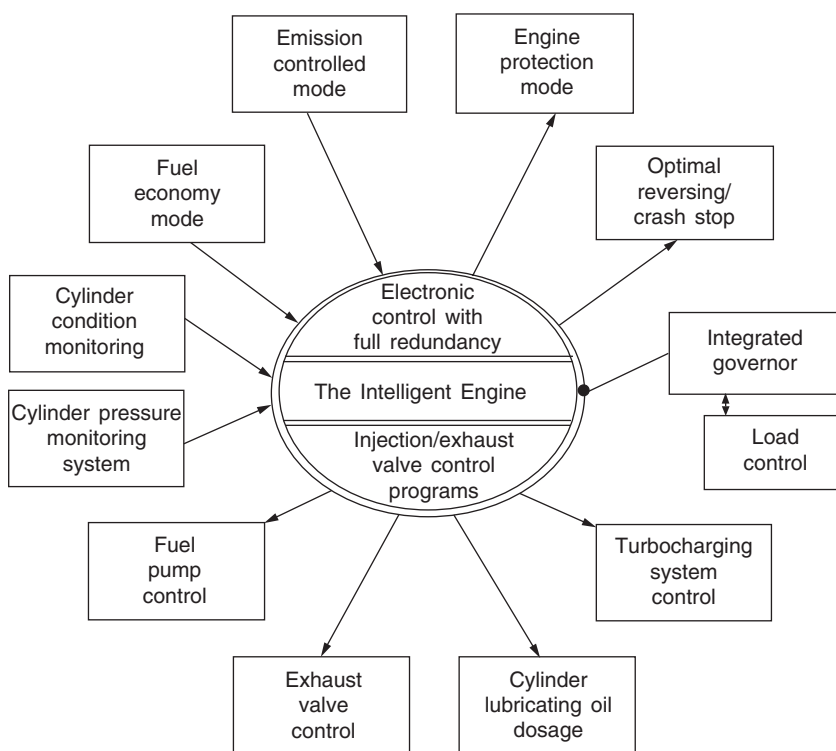 Emission
controlled
mode
Engine
protection
mode
Fuel
economy
mode
Optimal
reversing/
crash stop
Cylinder
condition
monitoring
Electronic
control with
full redundancy
Integrated
governor
The Intelligent Engine
Cylinder pressure
monitoring
system
Injection/exhaust
valve control
programs
Load
control
Fuel
pump
control
Turbocharging
system
control
Exhaust
valve
control
Cylinder
lubricating oil
dosage